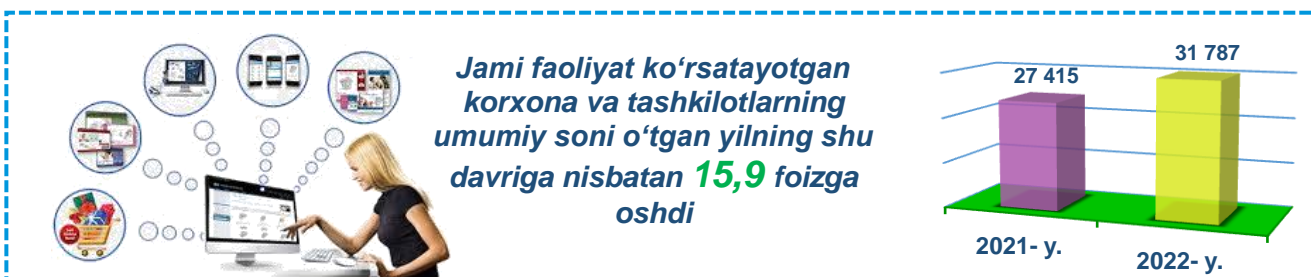 Jami faoliyat ko‘rsatayotgan
korxona va tashkilotlarning
umumiy soni o‘tgan yilning shu
davriga nisbatan 15,9 foizga
oshdi
27 415
31 787
2021- y.
2022- y.